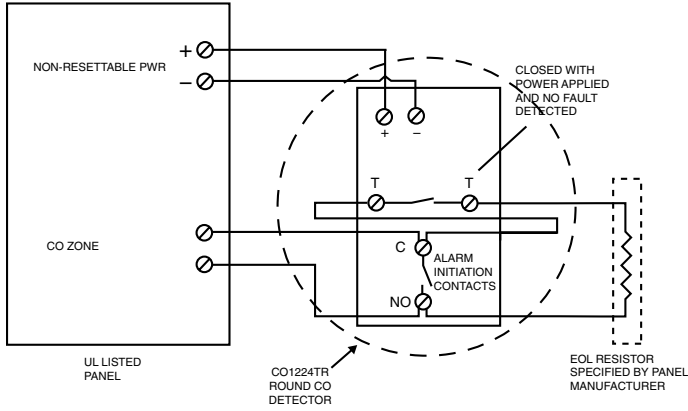 NON-RESETTABLE PWR
+
–
CLOSED WITH
POWER APPLIED
AND NO FAULT
DETECTED
+
–
T
T
CO ZONE
C
ALARM
INITIATION
CONTACTS
NO
UL LISTED
PANEL
CO1224TR
ROUND CO
DETECTOR
EOL RESISTOR
SPECIFIED BY PANEL
MANUFACTURER